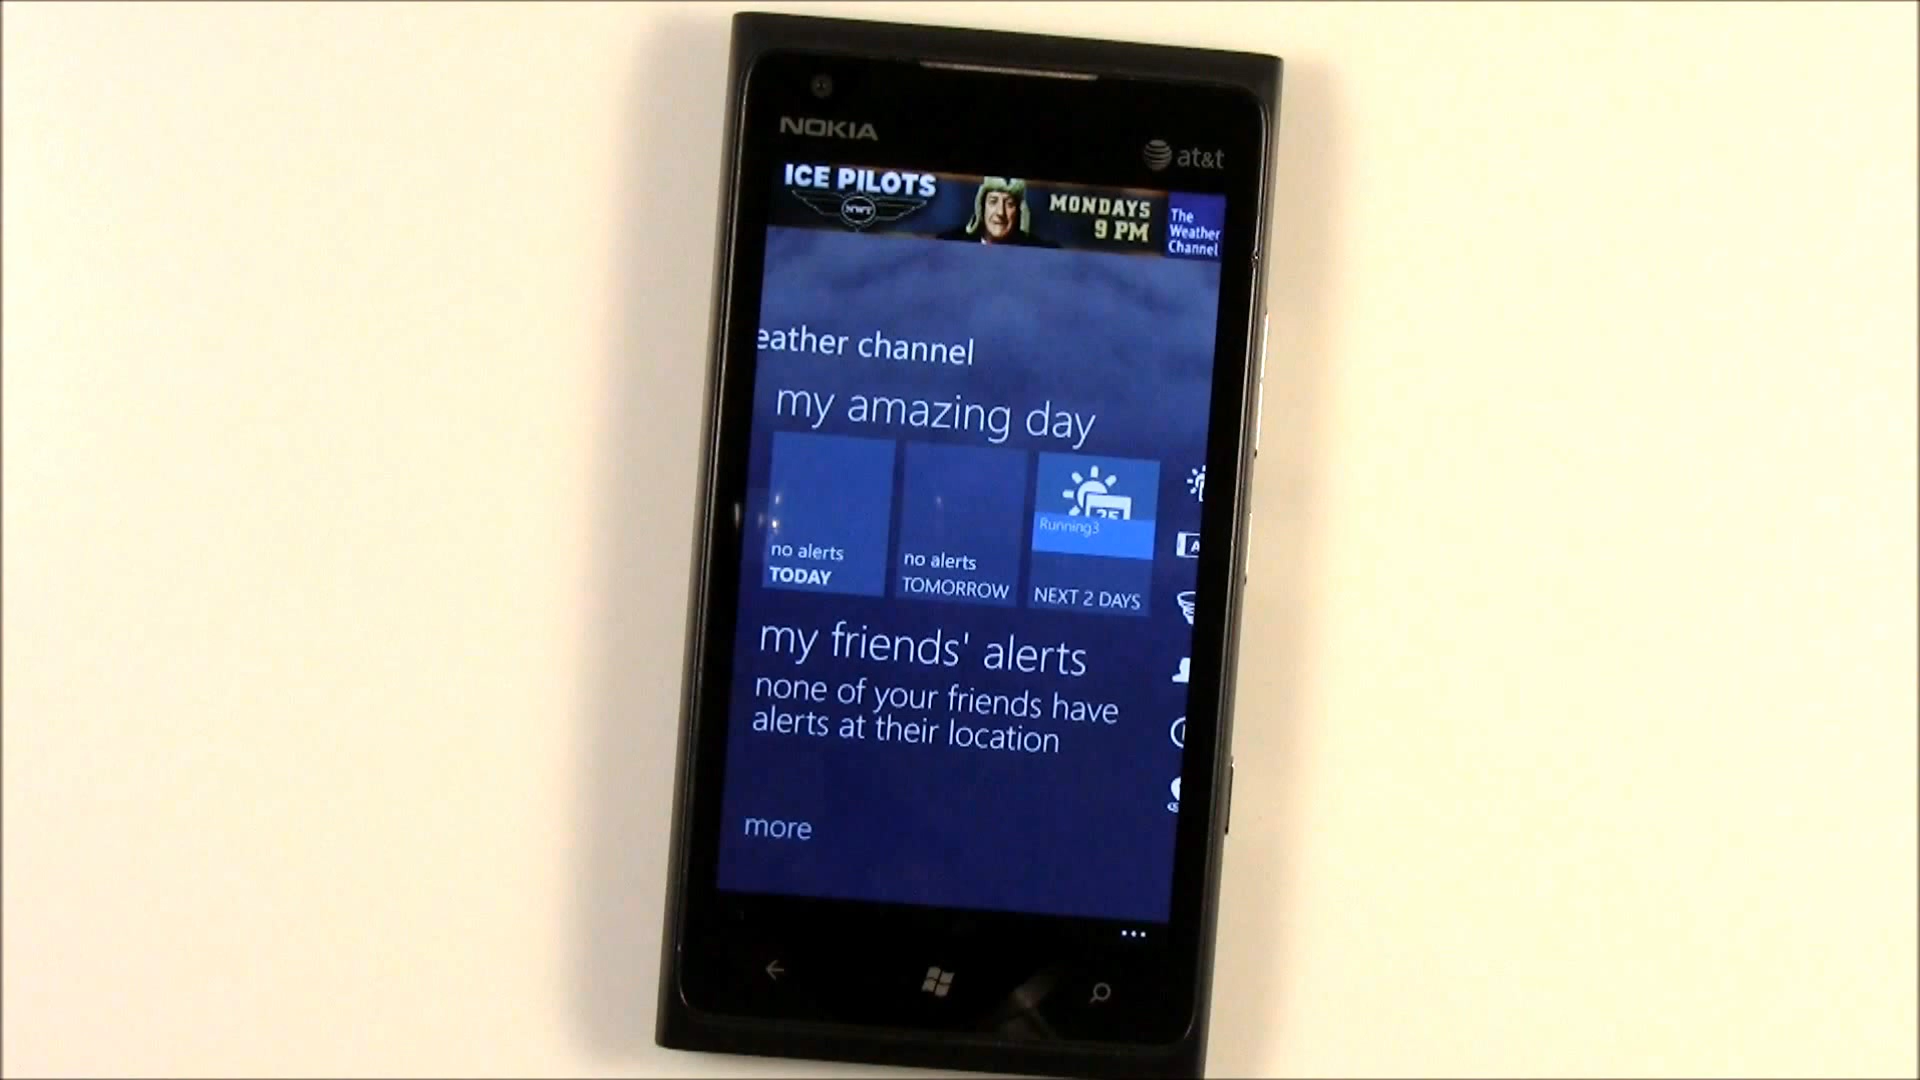 NOKIA
at&t
ICE PILOTS
NWT
MONDAYS
9 PM
The
Weather
Channel
eather channel
my amazing day
25
Running3
no alerts
TODAY
no alerts
TOMORROW
NEXT 2 DAYS
my friends' alerts
none of your friends have
alerts at their location
more